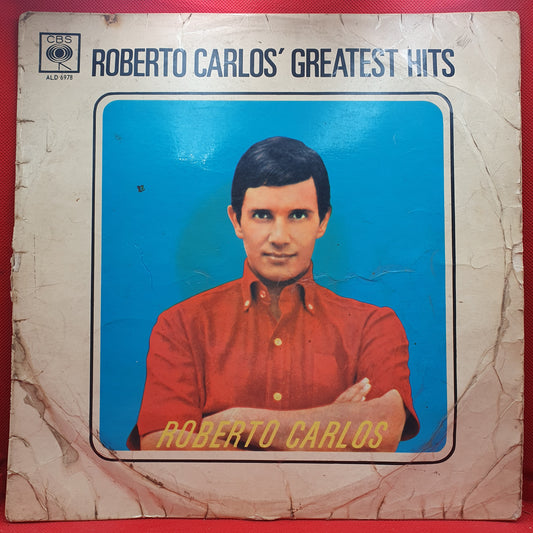 CBS
ALD-6978
ROBERTO CARLOS' GREATEST HITS
ROBERTO CARLOS